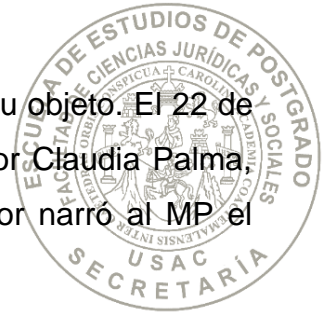 ESCUELA DE ESTUDIOS DE POSTGRADO
FACULTAD DE CIENCIAS JURÍDICAS Y SOCIALES
u objeto. El 22 de
or Claudia Palma,
or narró al MP el
USAC
SECRETARÍA